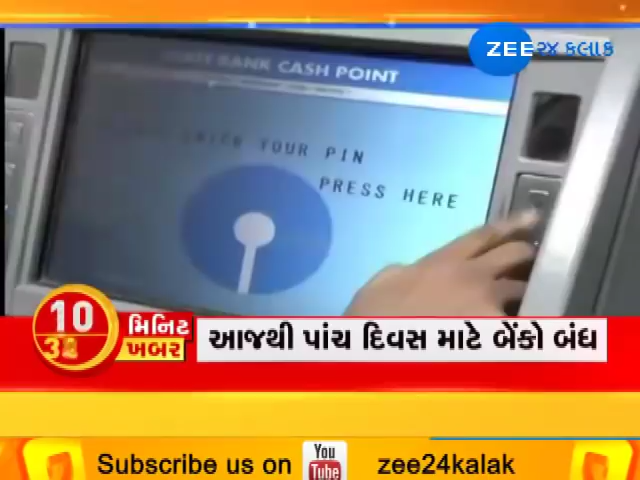 ZEE ૨૪ કલાક
BANK CASH POINT
ENTER YOUR PIN
PRESS HERE
10
મિનિટ
ખબર
આજથી પાંચ દિવસ માટે બેંકો બંધ
Subscribe us on
You
Tube
zee24kalak